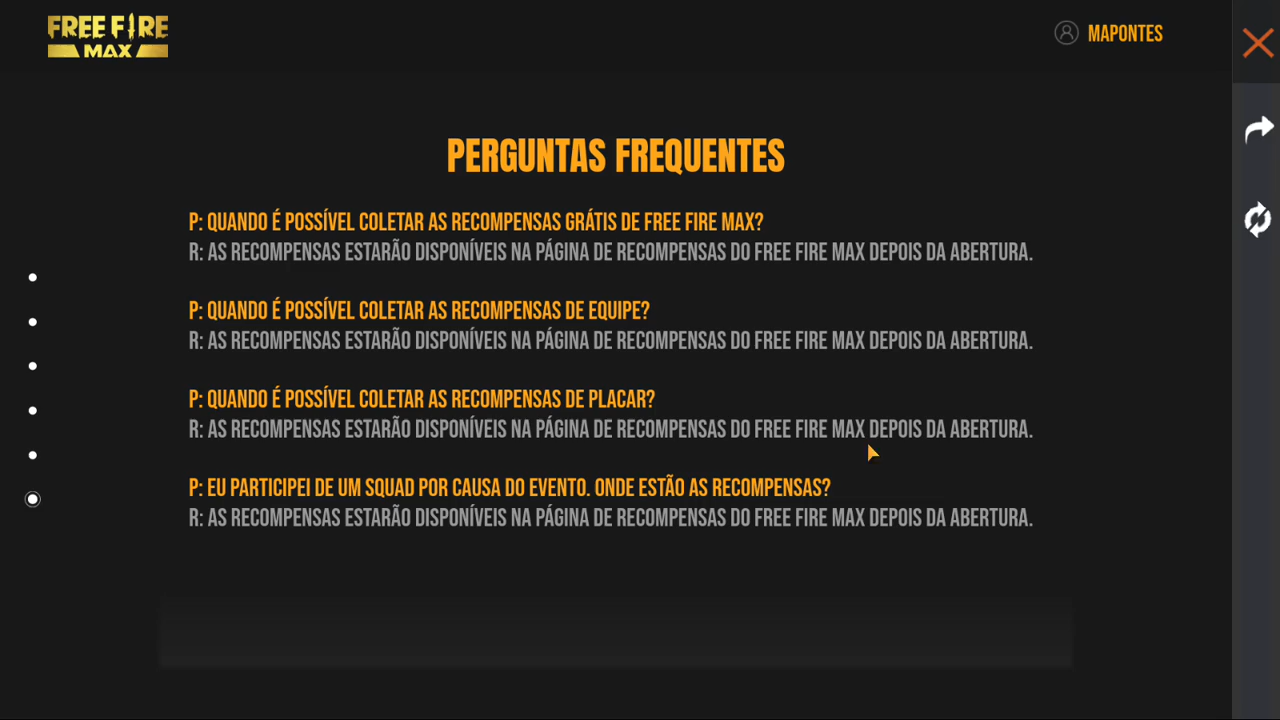 FREE FIRE
MAX
MAPONTES
PERGUNTAS FREQUENTES
P: QUANDO É POSSÍVEL COLETAR AS RECOMPENSAS GRÁTIS DE FREE FIRE MAX?
R: AS RECOMPENSAS ESTARÃO DISPONÍVEIS NA PÁGINA DE RECOMPENSAS DO FREE FIRE MAX DEPOIS DA ABERTURA.
P: QUANDO É POSSÍVEL COLETAR AS RECOMPENSAS DE EQUIPE?
R: AS RECOMPENSAS ESTARÃO DISPONÍVEIS NA PÁGINA DE RECOMPENSAS DO FREE FIRE MAX DEPOIS DA ABERTURA.
P: QUANDO É POSSÍVEL COLETAR AS RECOMPENSAS DE PLACAR?
R: AS RECOMPENSAS ESTARÃO DISPONÍVEIS NA PÁGINA DE RECOMPENSAS DO FREE FIRE MAX DEPOIS DA ABERTURA.
P: EU PARTICIPEI DE UM SQUAD POR CAUSA DO EVENTO. ONDE ESTÃO AS RECOMPENSAS?
R: AS RECOMPENSAS ESTARÃO DISPONÍVEIS NA PÁGINA DE RECOMPENSAS DO FREE FIRE MAX DEPOIS DA ABERTURA.